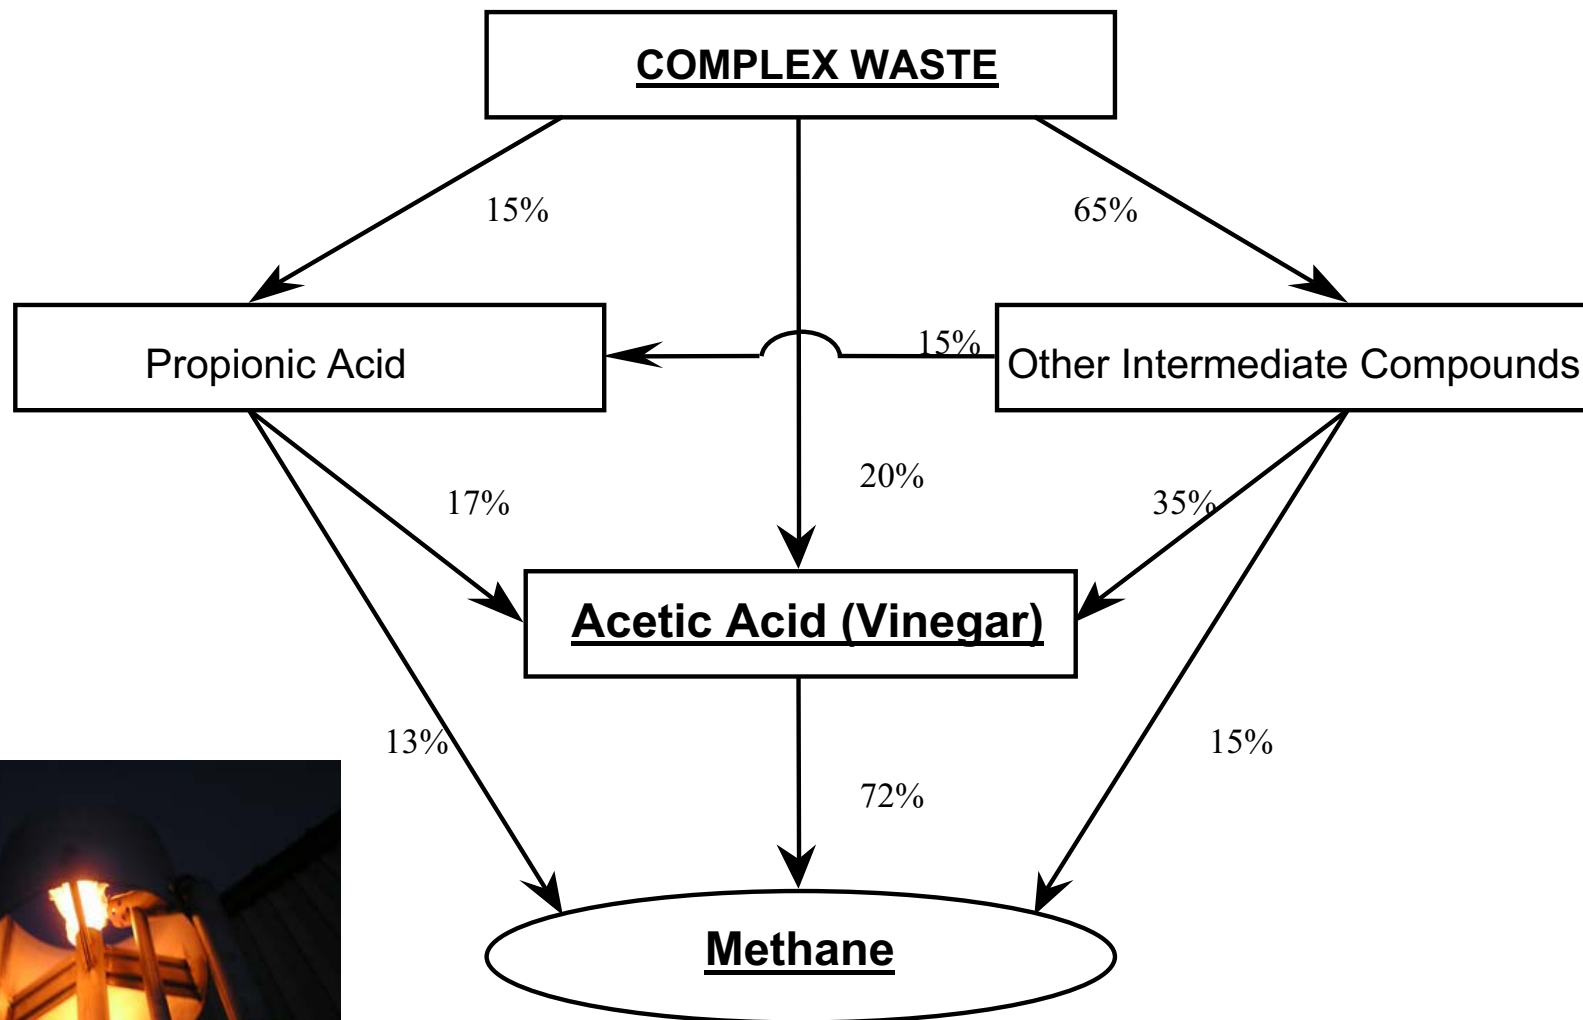 COMPLEX WASTE
15%
65%
Propionic Acid
15%
Other Intermediate Compounds
17%
20%
35%
Acetic Acid (Vinegar)
13%
72%
15%
Methane